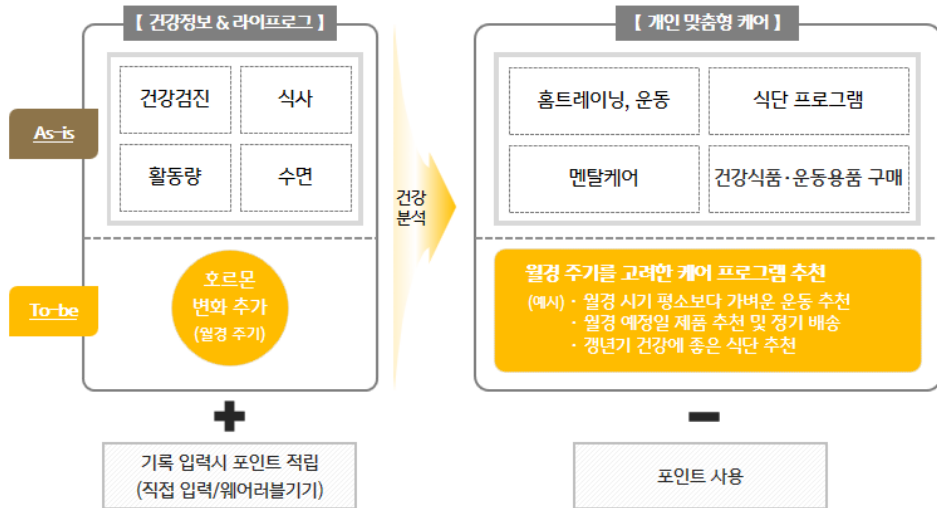 【 건강정보 & 라이프로그 】
【 개인 맞춤형 케어 】
As-is
건강검진
식사
활동량
수면
건강
분석
홈트레이닝, 운동
식단 프로그램
멘탈케어
건강식품·운동용품 구매
To-be
호르몬
변화 추가
(월경 주기)
월경 주기를 고려한 케어 프로그램 추천
(예시) · 월경 시기 평소보다 가벼운 운동 추천
· 월경 예정일 제품 추천 및 정기 배송
· 갱년기 건강에 좋은 식단 추천
+
−
기록 입력시 포인트 적립
(직접 입력/웨어러블기기)
포인트 사용